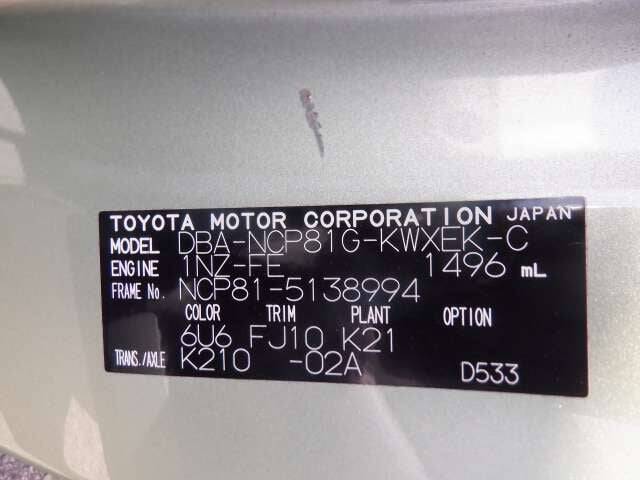 TOYOTA MOTOR CORPORATION JAPAN
MODEL DBA-NCP81G-KWXEK-C
ENGINE 1NZ-FE 1496 mL
FRAME No. NCP81-5138994
COLOR TRIM PLANT OPTION
6U6 FJ10 K21
TRANS./AXLE K210 -02A D533